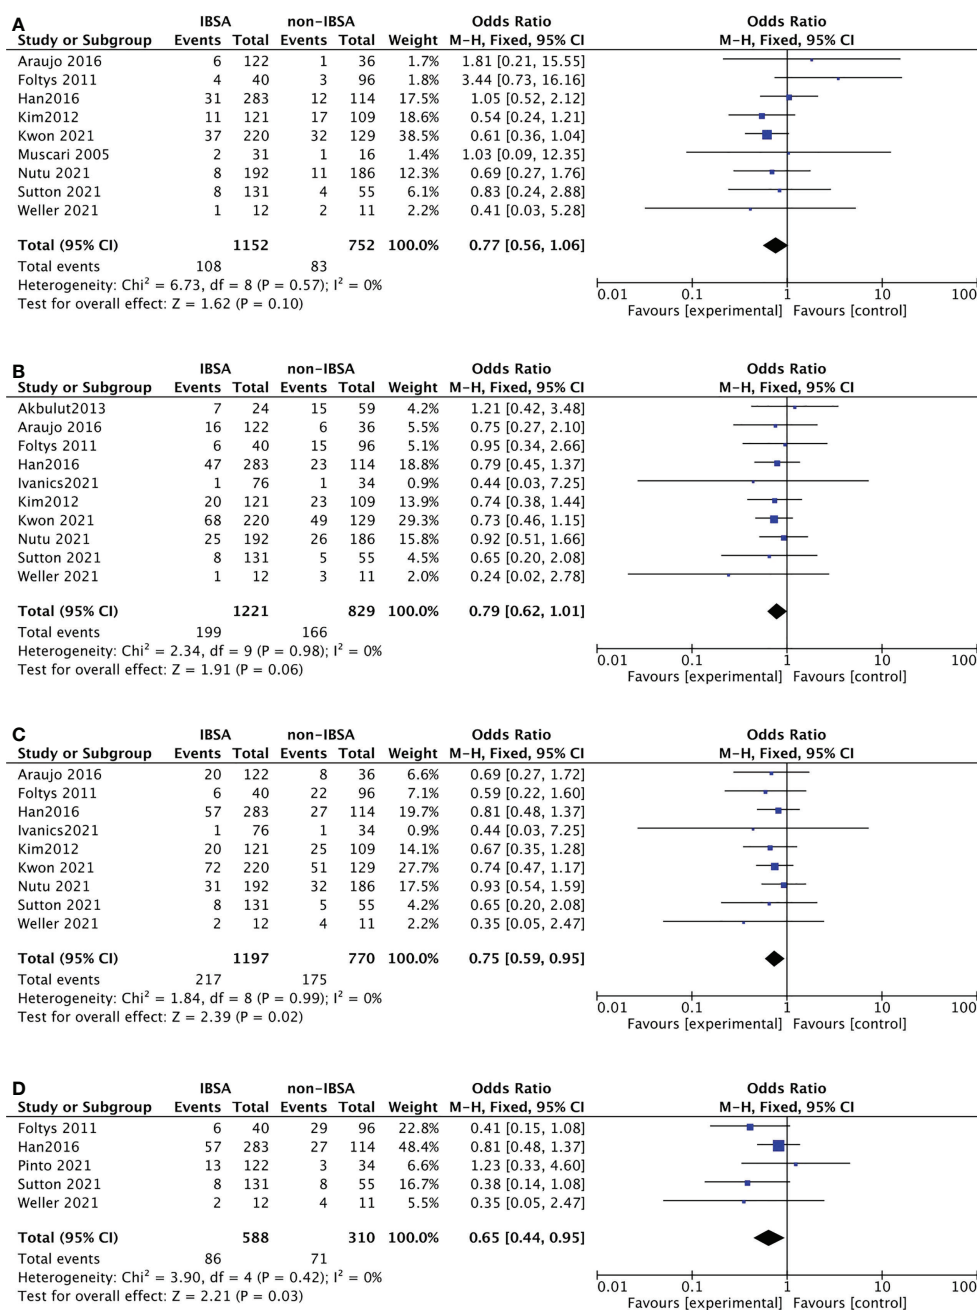 A IBSA non-IBSA Odds Ratio Odds Ratio
Study or Subgroup Events Total Events Total Weight M-H, Fixed, 95% CI M-H, Fixed, 95% CI
Araujo 2016 6 122 1 36 1.7% 1.81 [0.21, 15.55]
Foltys 2011 4 40 3 96 1.8% 3.44 [0.73, 16.16]
Han2016 31 283 12 114 17.5% 1.05 [0.52, 2.12]
Kim2012 11 121 17 109 18.6% 0.54 [0.24, 1.21]
Kwon 2021 37 220 32 129 38.5% 0.61 [0.36, 1.04]
Muscari 2005 2 31 1 16 1.4% 1.03 [0.09, 12.35]
Nutu 2021 8 192 11 186 12.3% 0.69 [0.27, 1.76]
Sutton 2021 8 131 4 55 6.1% 0.83 [0.24, 2.88]
Weller 2021 1 12 2 11 2.2% 0.41 [0.03, 5.28]
Total (95% CI) 1152 752 100.0% 0.77 [0.56, 1.06]
Total events 108 83
Heterogeneity: Chi² = 6.73, df = 8 (P = 0.57); I² = 0%
Test for overall effect: Z = 1.62 (P = 0.10)
0.01 0.1 1 10 100
Favours [experimental] Favours [control]
B IBSA non-IBSA Odds Ratio Odds Ratio
Study or Subgroup Events Total Events Total Weight M-H, Fixed, 95% CI M-H, Fixed, 95% CI
Akbulut2013 7 24 15 59 4.2% 1.21 [0.42, 3.48]
Araujo 2016 16 122 6 36 5.5% 0.75 [0.27, 2.10]
Foltys 2011 6 40 15 96 5.1% 0.95 [0.34, 2.66]
Han2016 47 283 23 114 18.8% 0.79 [0.45, 1.37]
Ivanics2021 1 76 1 34 0.9% 0.44 [0.03, 7.25]
Kim2012 20 121 23 109 13.9% 0.74 [0.38, 1.44]
Kwon 2021 68 220 49 129 29.3% 0.73 [0.46, 1.15]
Nutu 2021 25 192 26 186 15.8% 0.92 [0.51, 1.66]
Sutton 2021 8 131 5 55 4.5% 0.65 [0.20, 2.08]
Weller 2021 1 12 3 11 2.0% 0.24 [0.02, 2.78]
Total (95% CI) 1221 829 100.0% 0.79 [0.62, 1.01]
Total events 199 166
Heterogeneity: Chi² = 2.34, df = 9 (P = 0.98); I² = 0%
Test for overall effect: Z = 1.91 (P = 0.06)
0.01 0.1 1 10 100
Favours [experimental] Favours [control]
C IBSA non-IBSA Odds Ratio Odds Ratio
Study or Subgroup Events Total Events Total Weight M-H, Fixed, 95% CI M-H, Fixed, 95% CI
Araujo 2016 20 122 8 36 6.6% 0.69 [0.27, 1.72]
Foltys 2011 6 40 22 96 7.1% 0.59 [0.22, 1.60]
Han2016 57 283 27 114 19.7% 0.81 [0.48, 1.37]
Ivanics2021 1 76 1 34 0.9% 0.44 [0.03, 7.25]
Kim2012 20 121 25 109 14.1% 0.67 [0.35, 1.28]
Kwon 2021 72 220 51 129 27.7% 0.74 [0.47, 1.17]
Nutu 2021 31 192 32 186 17.5% 0.93 [0.54, 1.59]
Sutton 2021 8 131 5 55 4.2% 0.65 [0.20, 2.08]
Weller 2021 2 12 4 11 2.2% 0.35 [0.05, 2.47]
Total (95% CI) 1197 770 100.0% 0.75 [0.59, 0.95]
Total events 217 175
Heterogeneity: Chi² = 1.84, df = 8 (P = 0.99); I² = 0%
Test for overall effect: Z = 2.39 (P = 0.02)
0.01 0.1 1 10 100
Favours [experimental] Favours [control]
D IBSA non-IBSA Odds Ratio Odds Ratio
Study or Subgroup Events Total Events Total Weight M-H, Fixed, 95% CI M-H, Fixed, 95% CI
Foltys 2011 6 40 29 96 22.8% 0.41 [0.15, 1.08]
Han2016 57 283 27 114 48.4% 0.81 [0.48, 1.37]
Pinto 2021 13 122 3 34 6.6% 1.23 [0.33, 4.60]
Sutton 2021 8 131 8 55 16.7% 0.38 [0.14, 1.08]
Weller 2021 2 12 4 11 5.5% 0.35 [0.05, 2.47]
Total (95% CI) 588 310 100.0% 0.65 [0.44, 0.95]
Total events 86 71
Heterogeneity: Chi² = 3.90, df = 4 (P = 0.42); I² = 0%
Test for overall effect: Z = 2.21 (P = 0.03)
0.01 0.1 1 10 100
Favours [experimental] Favours [control]